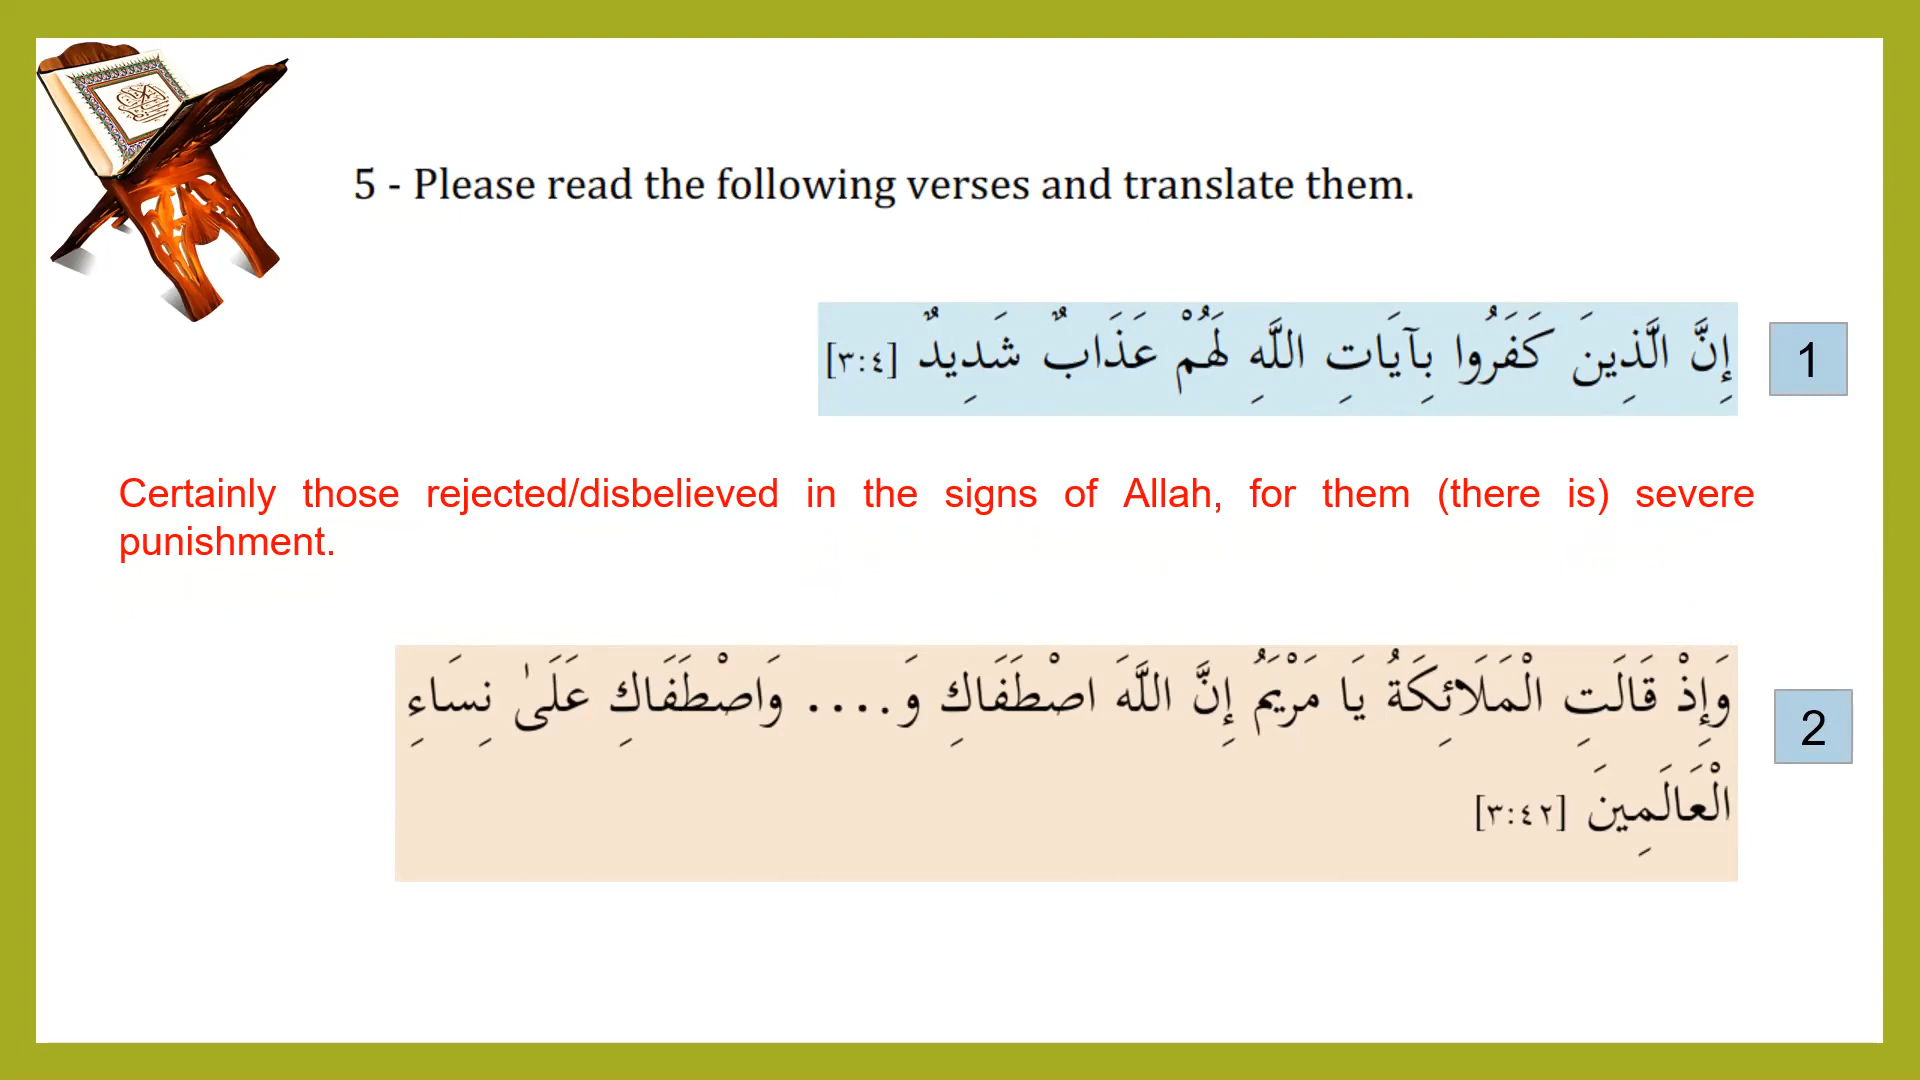 5 - Please read the following verses and translate them.
إِنَّ الَّذِينَ كَفَرُوا بِآيَاتِ اللَّهِ لَهُمْ عَذَابٌ شَدِيدٌ [٣:٤]
1
Certainly those rejected/disbelieved in the signs of Allah, for them (there is) severe
punishment.
وَإِذْ قَالَتِ الْمَلَائِكَةُ يَا مَرْيَمُ إِنَّ اللَّهَ اصْطَفَاكِ وَ.... وَاصْطَفَاكِ عَلَىٰ نِسَاءِ
2
الْعَالَمِينَ [٣:٤٢]